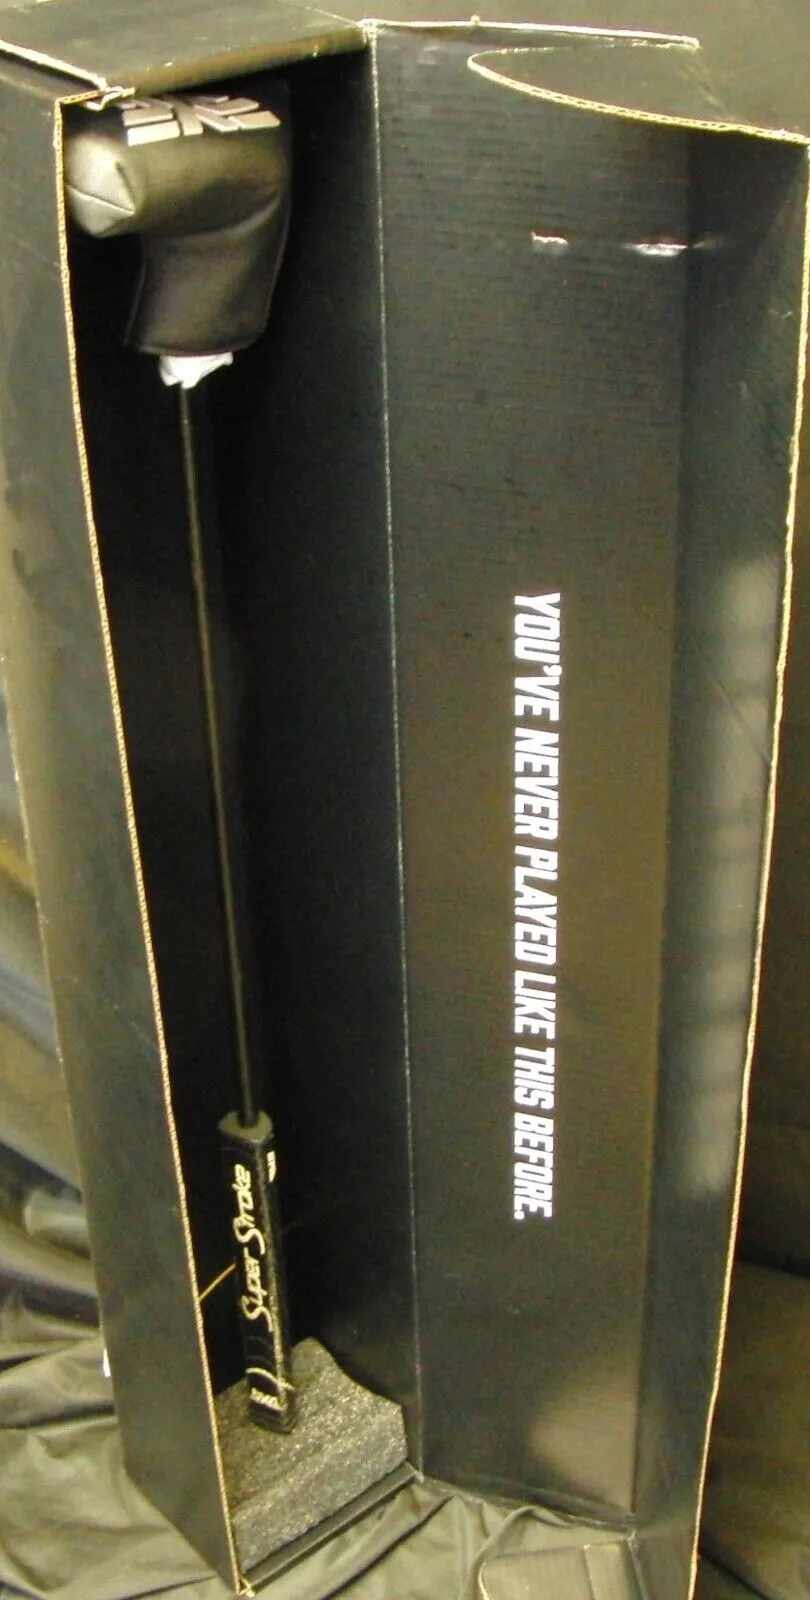 YOU'VE NEVER PLAYED LIKE THIS BEFORE.
Super Stroke